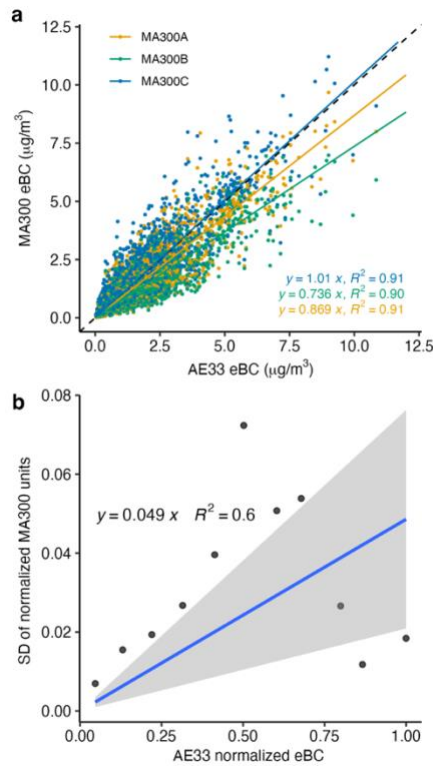 a
12.5
10.0
7.5
5.0
2.5
0.0
MA300 eBC (μg/m³)
MA300A
MA300B
MA300C
y = 1.01 x, R² = 0.91
y = 0.736 x, R² = 0.90
y = 0.869 x, R² = 0.91
0.0 2.5 5.0 7.5 10.0 12.5
AE33 eBC (μg/m³)
b
0.08
0.06
0.04
0.02
0.00
SD of normalized MA300 units
y = 0.049 x R² = 0.6
0.00 0.25 0.50 0.75 1.00
AE33 normalized eBC